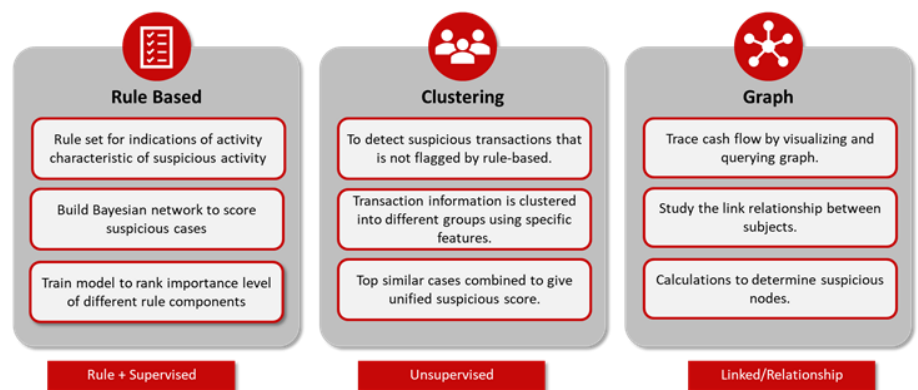 Rule Based
Rule set for indications of activity
characteristic of suspicious activity
Build Bayesian network to score
suspicious cases
Train model to rank importance level
of different rule components
Rule + Supervised
Clustering
To detect suspicious transactions that
is not flagged by rule-based.
Transaction information is clustered
into different groups using specific
features.
Top similar cases combined to give
unified suspicious score.
Unsupervised
Graph
Trace cash flow by visualizing and
querying graph.
Study the link relationship between
subjects.
Calculations to determine suspicious
nodes.
Linked/Relationship